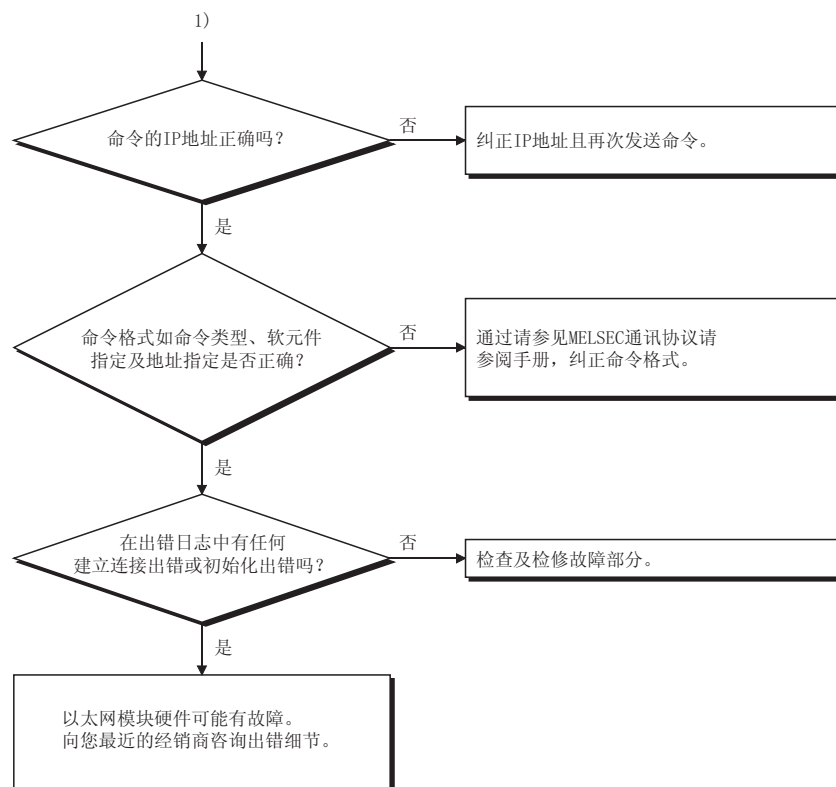 1)
命令的IP地址正确吗？
否
纠正IP地址且再次发送命令。
是
命令格式如命令类型、软元件
指定及地址指定是否正确？
否
通过请参见MELSEC通讯协议请
参阅手册，纠正命令格式。
是
在出错日志中有任何
建立连接出错或初始化出错吗？
否
检查及检修故障部分。
是
以太网模块硬件可能有故障。
向您最近的经销商咨询出错细节。